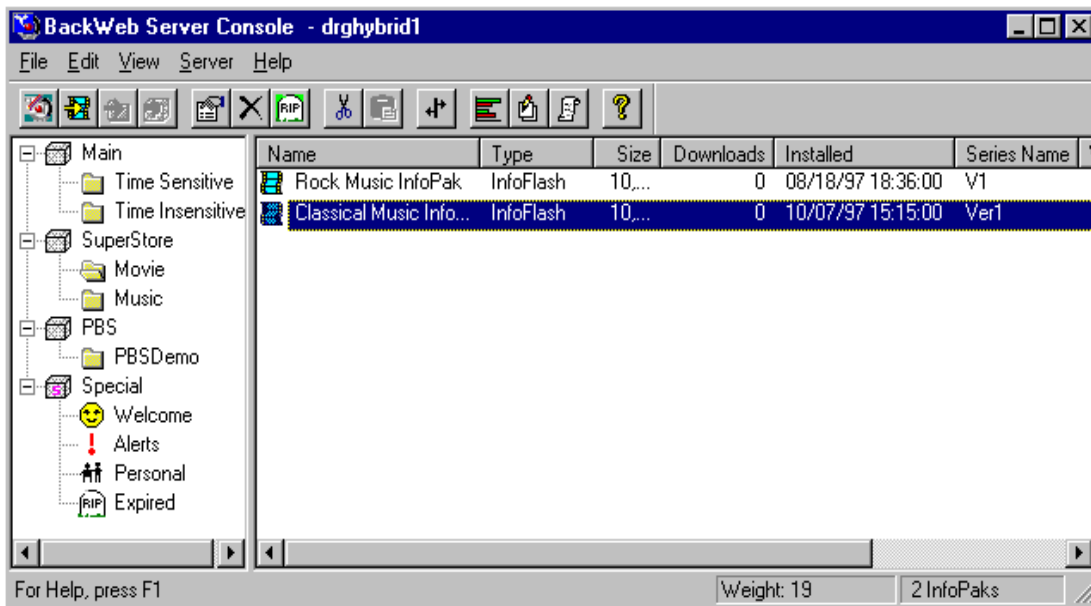 BackWeb Server Console - drghybrid1
File Edit View Server Help
RIP
Main
Time Sensitive
Time Insensitive
SuperStore
Movie
Music
PBS
PBSDemo
S Special
Welcome
Alerts
Personal
RIP Expired
Name Type Size Downloads Installed Series Name
Rock Music InfoPak InfoFlash 10,... 0 08/18/97 18:36:00 V1
Classical Music Info... InfoFlash 10,... 0 10/07/97 15:15:00 Ver1
For Help, press F1 Weight: 19 2 InfoPaks